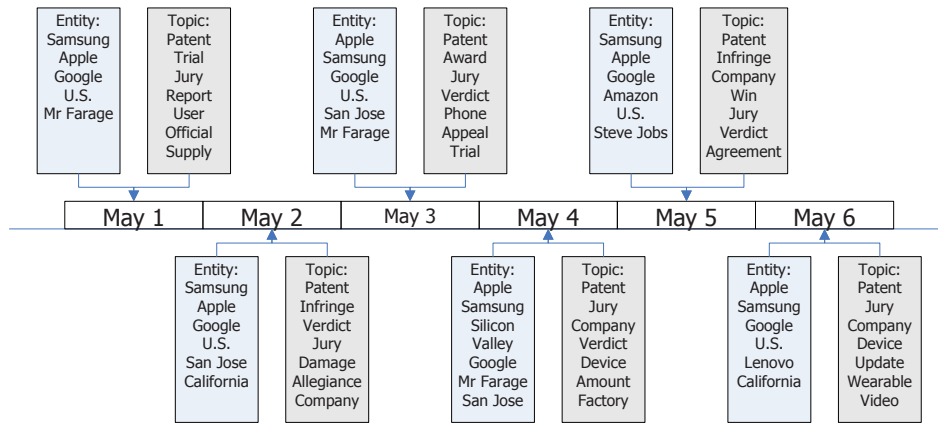 Entity:
Samsung
Apple
Google
U.S.
Mr Farage
Topic:
Patent
Trial
Jury
Report
User
Official
Supply
Entity:
Apple
Samsung
Google
U.S.
San Jose
Mr Farage
Topic:
Patent
Award
Jury
Verdict
Phone
Appeal
Trial
Entity:
Samsung
Apple
Google
Amazon
U.S.
Steve Jobs
Topic:
Patent
Infringe
Company
Win
Jury
Verdict
Agreement
May 1
May 2
May 3
May 4
May 5
May 6
Entity:
Samsung
Apple
Google
U.S.
San Jose
California
Topic:
Patent
Infringe
Verdict
Jury
Damage
Allegiance
Company
Entity:
Apple
Samsung
Silicon
Valley
Google
Mr Farage
San Jose
Topic:
Patent
Jury
Company
Verdict
Device
Amount
Factory
Entity:
Apple
Samsung
Google
U.S.
Lenovo
California
Topic:
Patent
Jury
Company
Device
Update
Wearable
Video